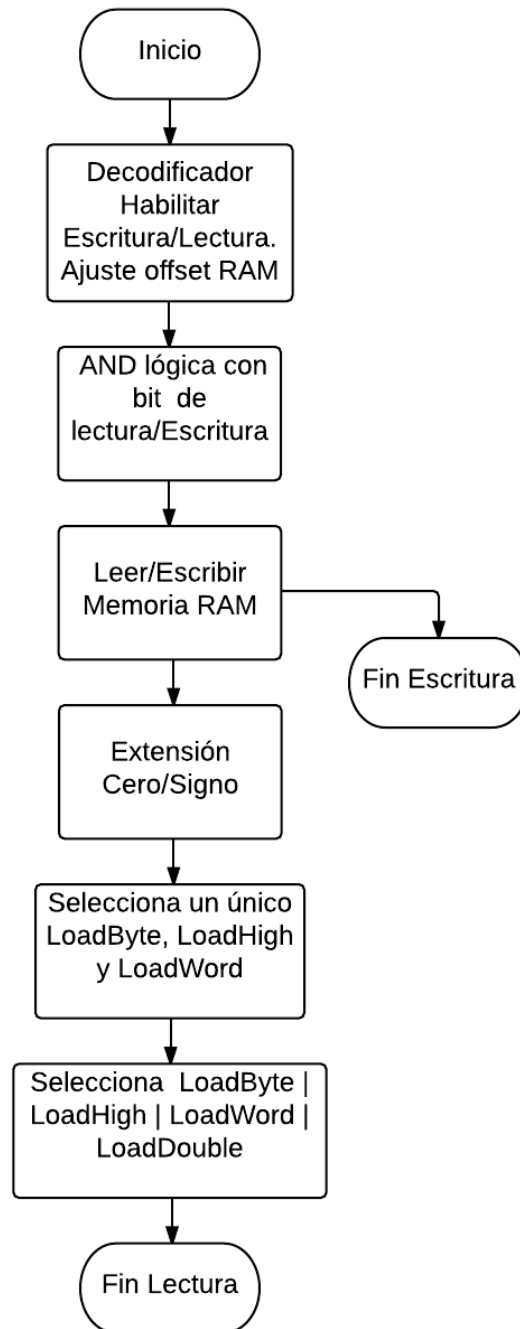 Inicio
Decodificador
Habilitar
Escritura/Lectura.
Ajuste offset RAM
AND lógica con
bit de
lectura/Escritura
Leer/Escribir
Memoria RAM
Fin Escritura
Extensión
Cero/Signo
Selecciona un único
LoadByte, LoadHigh
y LoadWord
Selecciona LoadByte |
LoadHigh | LoadWord |
LoadDouble
Fin Lectura